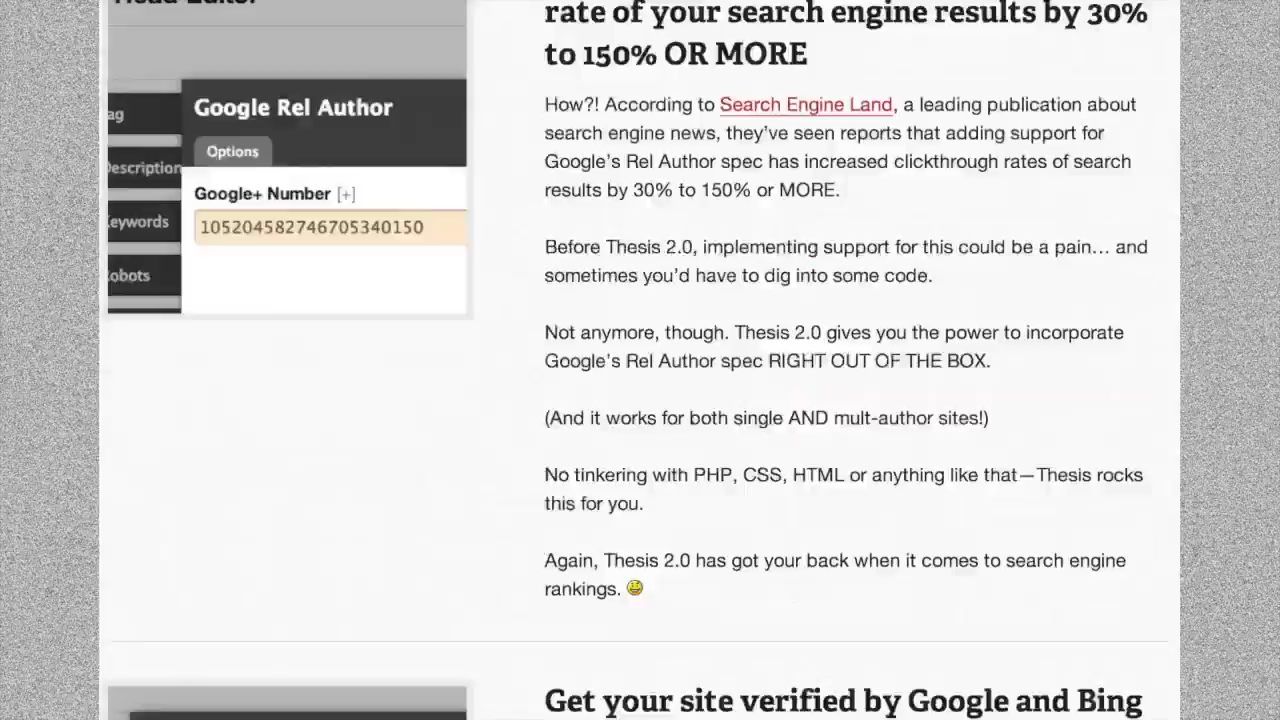 Head Editor
Google Rel Author
Options
Google+ Number [+]
105204582746705340150
ag
Description
eywords
obots
rate of your search engine results by 30%
to 150% OR MORE
How?! According to Search Engine Land, a leading publication about
search engine news, they've seen reports that adding support for
Google's Rel Author spec has increased clickthrough rates of search
results by 30% to 150% or MORE.
Before Thesis 2.0, implementing support for this could be a pain… and
sometimes you'd have to dig into some code.
Not anymore, though. Thesis 2.0 gives you the power to incorporate
Google's Rel Author spec RIGHT OUT OF THE BOX.
(And it works for both single AND mult-author sites!)
No tinkering with PHP, CSS, HTML or anything like that—Thesis rocks
this for you.
Again, Thesis 2.0 has got your back when it comes to search engine
rankings.
Get your site verified by Google and Bing